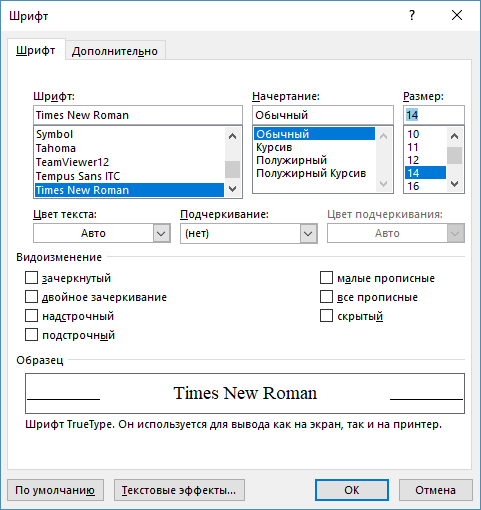 Шрифт
? ×
Шрифт Дополнительно
Шрифт: Начертание: Размер:
Times New Roman Обычный 14
Symbol Обычный 10
Tahoma Курсив 11
TeamViewer12 Полужирный 12
Tempus Sans ITC Полужирный Курсив 14
Times New Roman 16
Цвет текста: Подчеркивание: Цвет подчеркивания:
Авто (нет) Авто
Видоизменение
зачеркнутый малые прописные
двойное зачеркивание все прописные
надстрочный скрытый
подстрочный
Образец
Times New Roman
Шрифт TrueType. Он используется для вывода как на экран, так и на принтер.
По умолчанию Текстовые эффекты... ОК Отмена